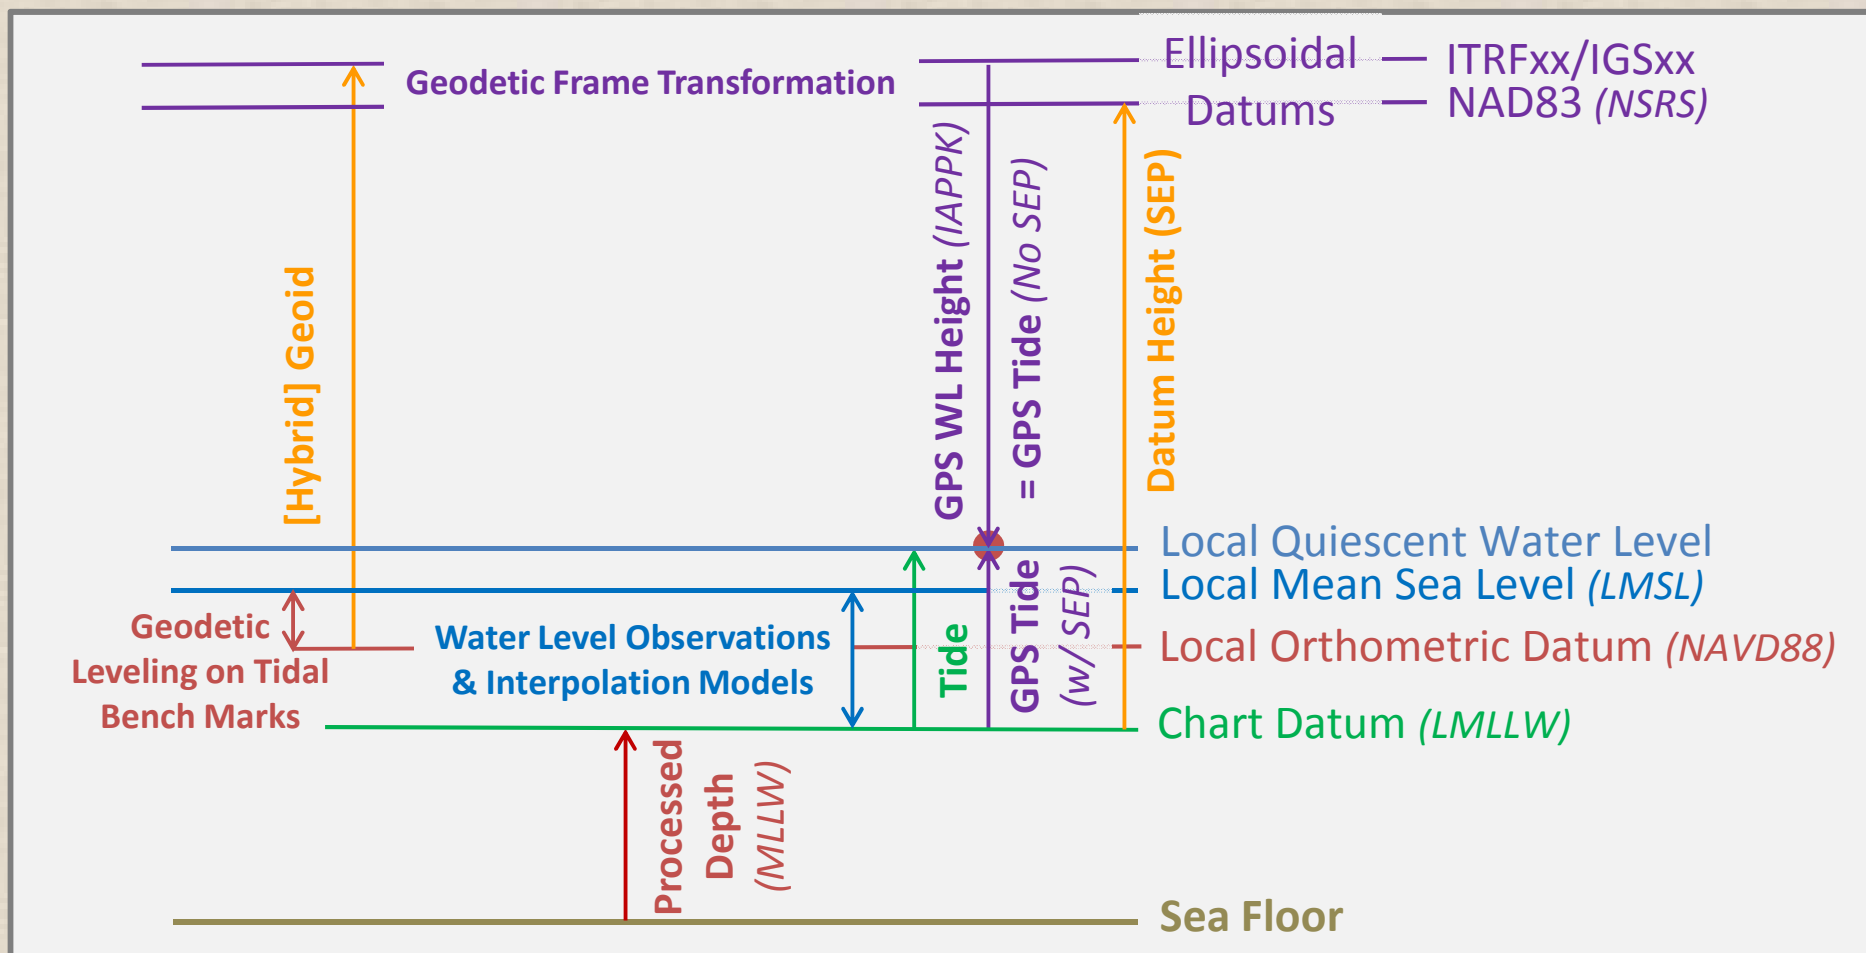 Geodetic Frame Transformation
Ellipsoidal
Datums
ITRFxx/IGSxx
NAD83 (NSRS)
[Hybrid] Geoid
GPS WL Height (IAPPK)
= GPS Tide (No SEP)
Datum Height (SEP)
Local Quiescent Water Level
Local Mean Sea Level (LMSL)
Geodetic
Leveling on Tidal
Bench Marks
Water Level Observations
& Interpolation Models
Tide
GPS Tide
(w/ SEP)
Local Orthometric Datum (NAVD88)
Chart Datum (LMLLW)
Processed
Depth
(MLLW)
Sea Floor